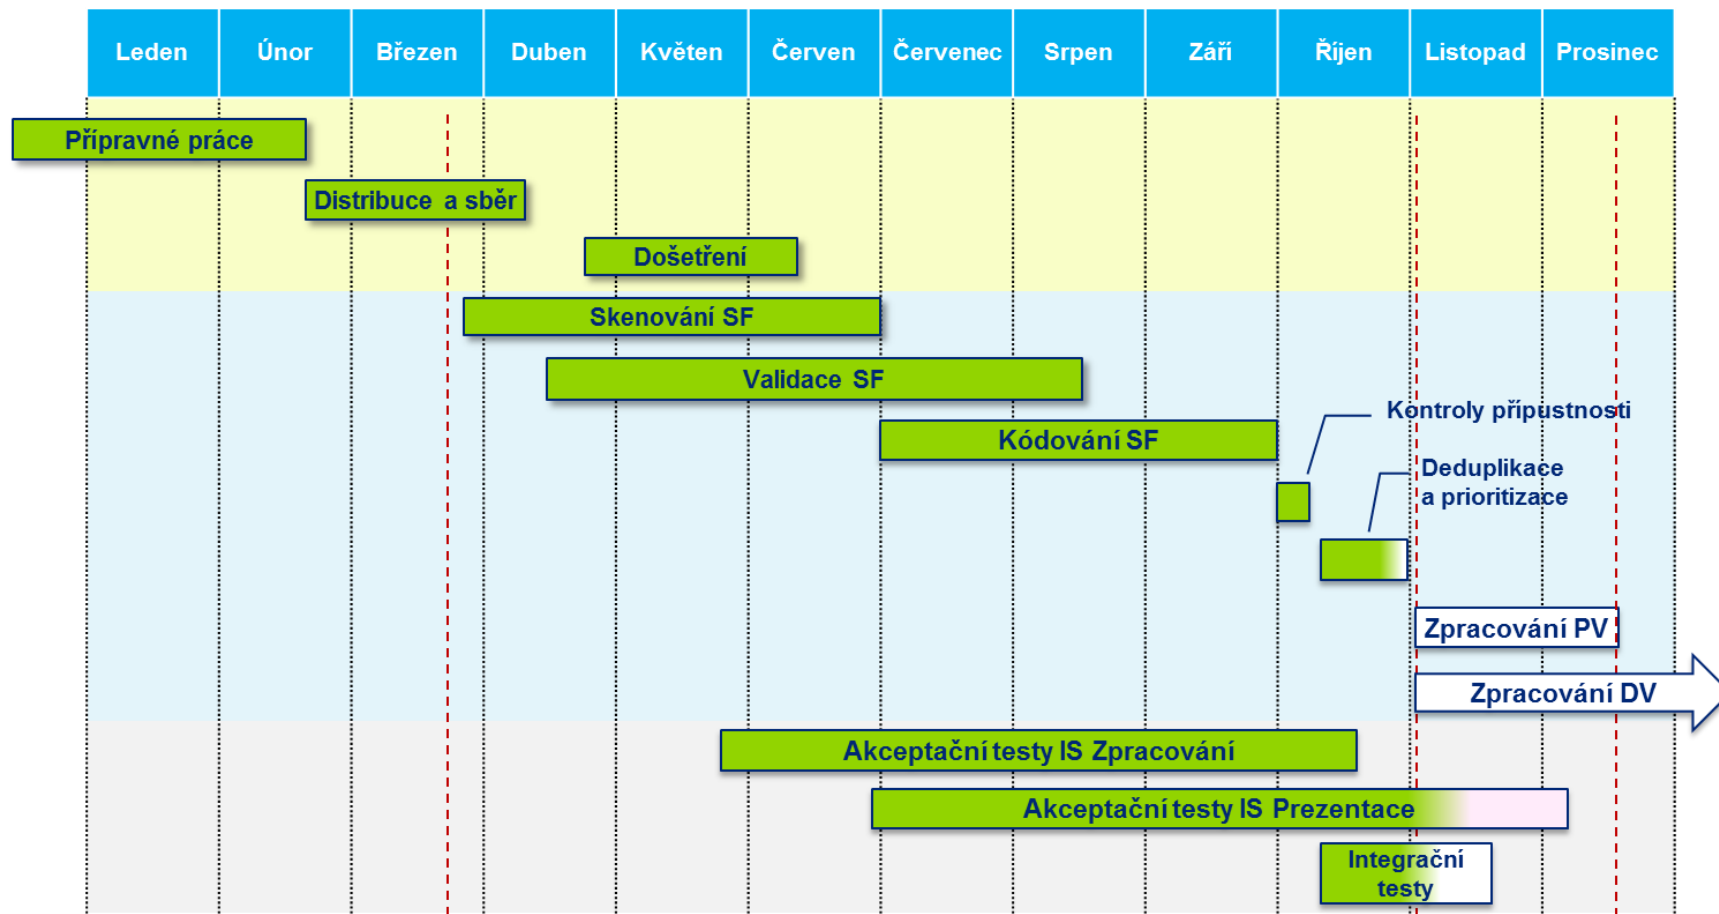 Leden Únor Březen Duben Květen Červen Červenec Srpen Září Říjen Listopad Prosinec
Přípravné práce
Distribuce a sběr
Došetření
Skenování SF
Validace SF
Kontroly přípustnosti
Kódování SF
Deduplikace
a prioritizace
Zpracování PV
Zpracování DV
Akceptační testy IS Zpracování
Akceptační testy IS Prezentace
Integrační
testy